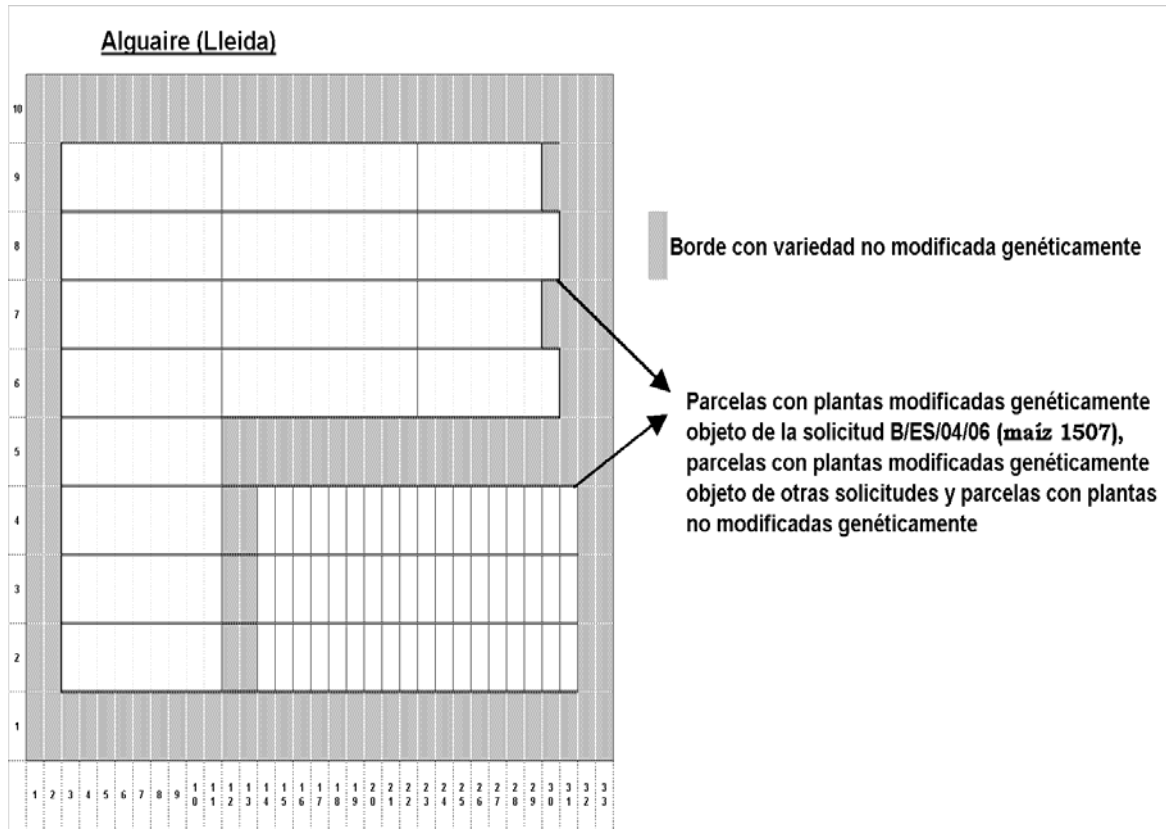 Alguaire (Lleida)
10
9
8
7
6
5
4
3
2
1
Borde con variedad no modificada genéticamente
Parcelas con plantas modificadas genéticamente
objeto de la solicitud B/ES/04/06 (maíz 1507),
parcelas con plantas modificadas genéticamente
objeto de otras solicitudes y parcelas con plantas
no modificadas genéticamente
1 2 3 4 5 6 7 8 9 10 11 12 13 14 15 16 17 18 19 20 21 22 23 24 25 26 27 28 29 30 31 32 33